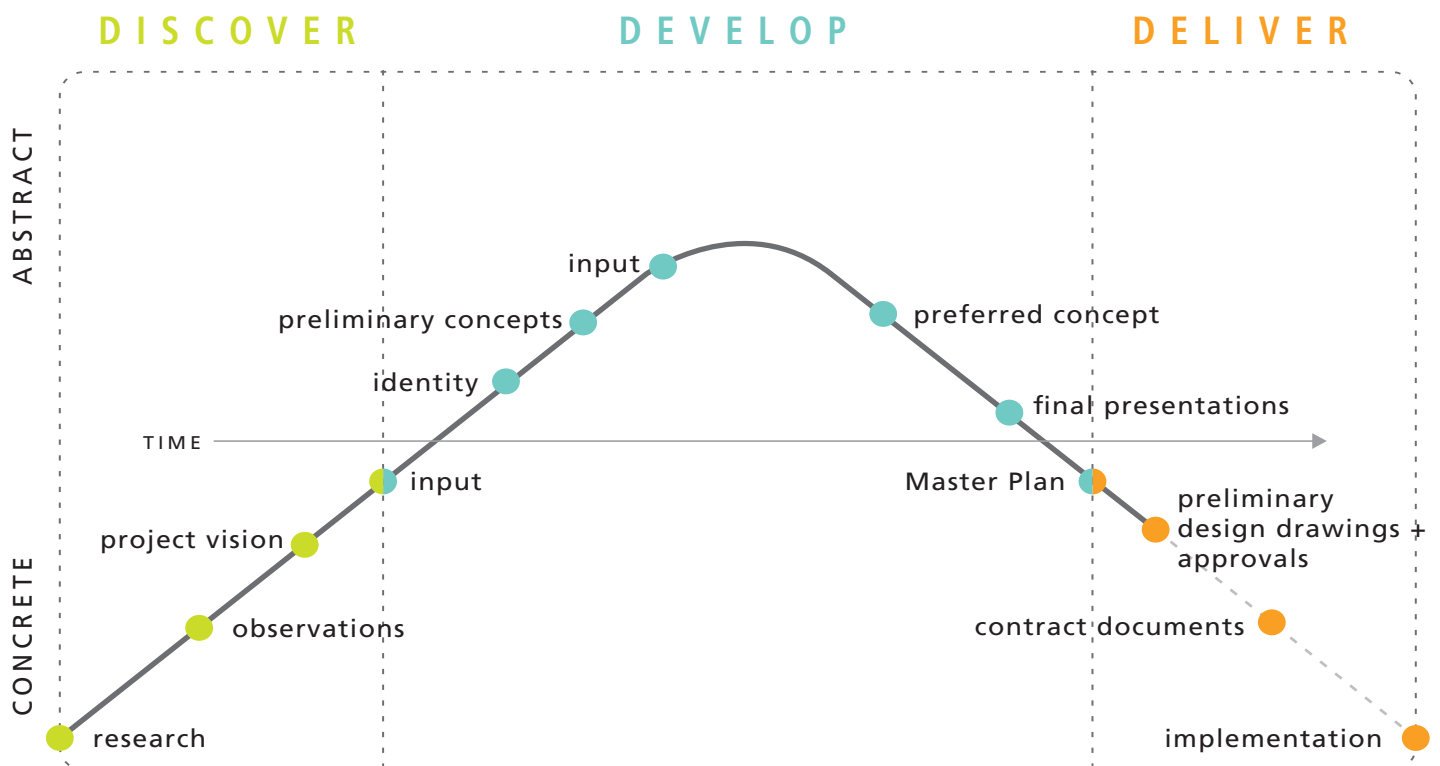 DISCOVER
DEVELOP
DELIVER
ABSTRACT
input
preliminary concepts
preferred concept
identity
final presentations
TIME
input
Master Plan
preliminary
design drawings +
approvals
project vision
CONCRETE
observations
contract documents
research
implementation